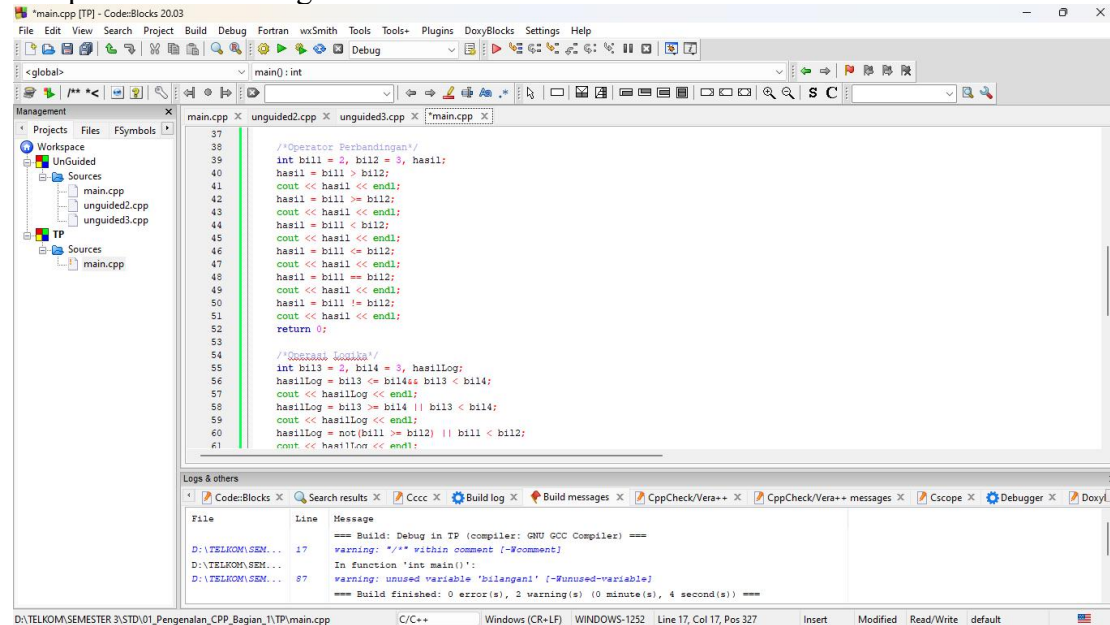 *main.cpp [TP] - Code::Blocks 20.03
File Edit View Search Project Build Debug Fortran wxSmith Tools Tools+ Plugins DoxyBlocks Settings Help
Debug
<global> main() : int
/** *< S C
Management
Projects Files FSymbols
main.cpp unguided2.cpp unguided3.cpp *main.cpp
Workspace
UnGuided
Sources
main.cpp
unguided2.cpp
unguided3.cpp
TP
Sources
main.cpp
37
38 /*Operator Perbandingan*/
39 int bil1 = 2, bil2 = 3, hasil;
40 hasil = bil1 > bil2;
41 cout << hasil << endl;
42 hasil = bil1 >= bil2;
43 cout << hasil << endl;
44 hasil = bil1 < bil2;
45 cout << hasil << endl;
46 hasil = bil1 <= bil2;
47 cout << hasil << endl;
48 hasil = bil1 == bil2;
49 cout << hasil << endl;
50 hasil = bil1 != bil2;
51 cout << hasil << endl;
52 return 0;
53
54 /*Operasi Logika*/
55 int bil3 = 2, bil4 = 3, hasilLog;
56 hasilLog = bil3 <= bil4&& bil3 < bil4;
57 cout << hasilLog << endl;
58 hasilLog = bil3 >= bil4 || bil3 < bil4;
59 cout << hasilLog << endl;
60 hasilLog = not(bil1 >= bil2) || bil1 < bil2;
61 cout << hasilLog << endl;
Logs & others
Code::Blocks Search results Cccc Build log Build messages CppCheck/Vera++ CppCheck/Vera++ messages Cscope Debugger
File Line Message
=== Build: Debug in TP (compiler: GNU GCC Compiler) ===
D:\TELKOM\SEM... 17 warning: "/*" within comment [-Wcomment]
D:\TELKOM\SEM... In function 'int main()':
D:\TELKOM\SEM... 87 warning: unused variable 'bilangan1' [-Wunused-variable]
=== Build finished: 0 error(s), 2 warning(s) (0 minute(s), 4 second(s)) ===
D:\TELKOM\SEMESTER 3\STD\01_Pengenalan_CPP_Bagian_1\TP\main.cpp C/C++ Windows (CR+LF) WINDOWS-1252 Line 17, Col 17, Pos 327 Insert Modified Read/Write default